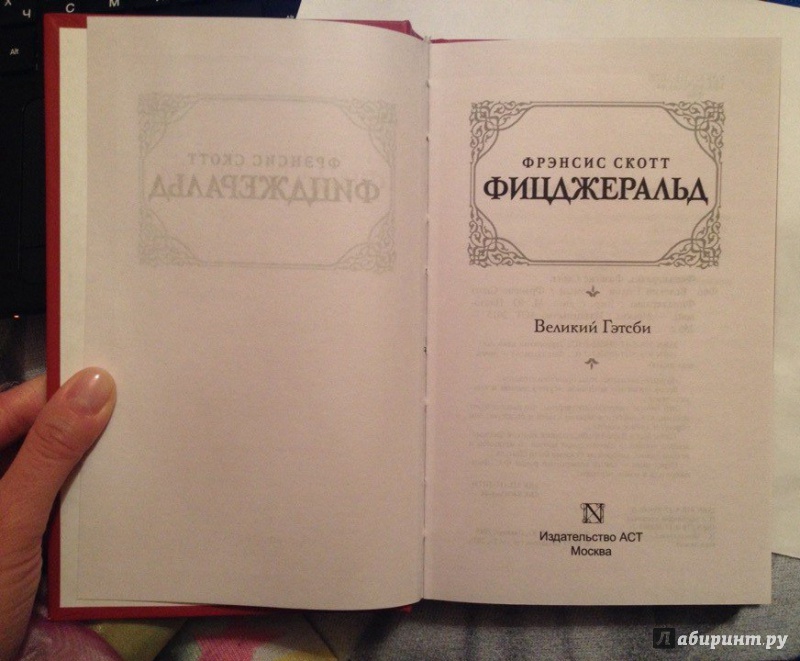 Ч
С
М
ФРЭНСИС СКОТТ
ФИЦДЖЕРАЛЬД
Великий Гэтсби
Издательство АСТ
Москва
Лабиринт.ру